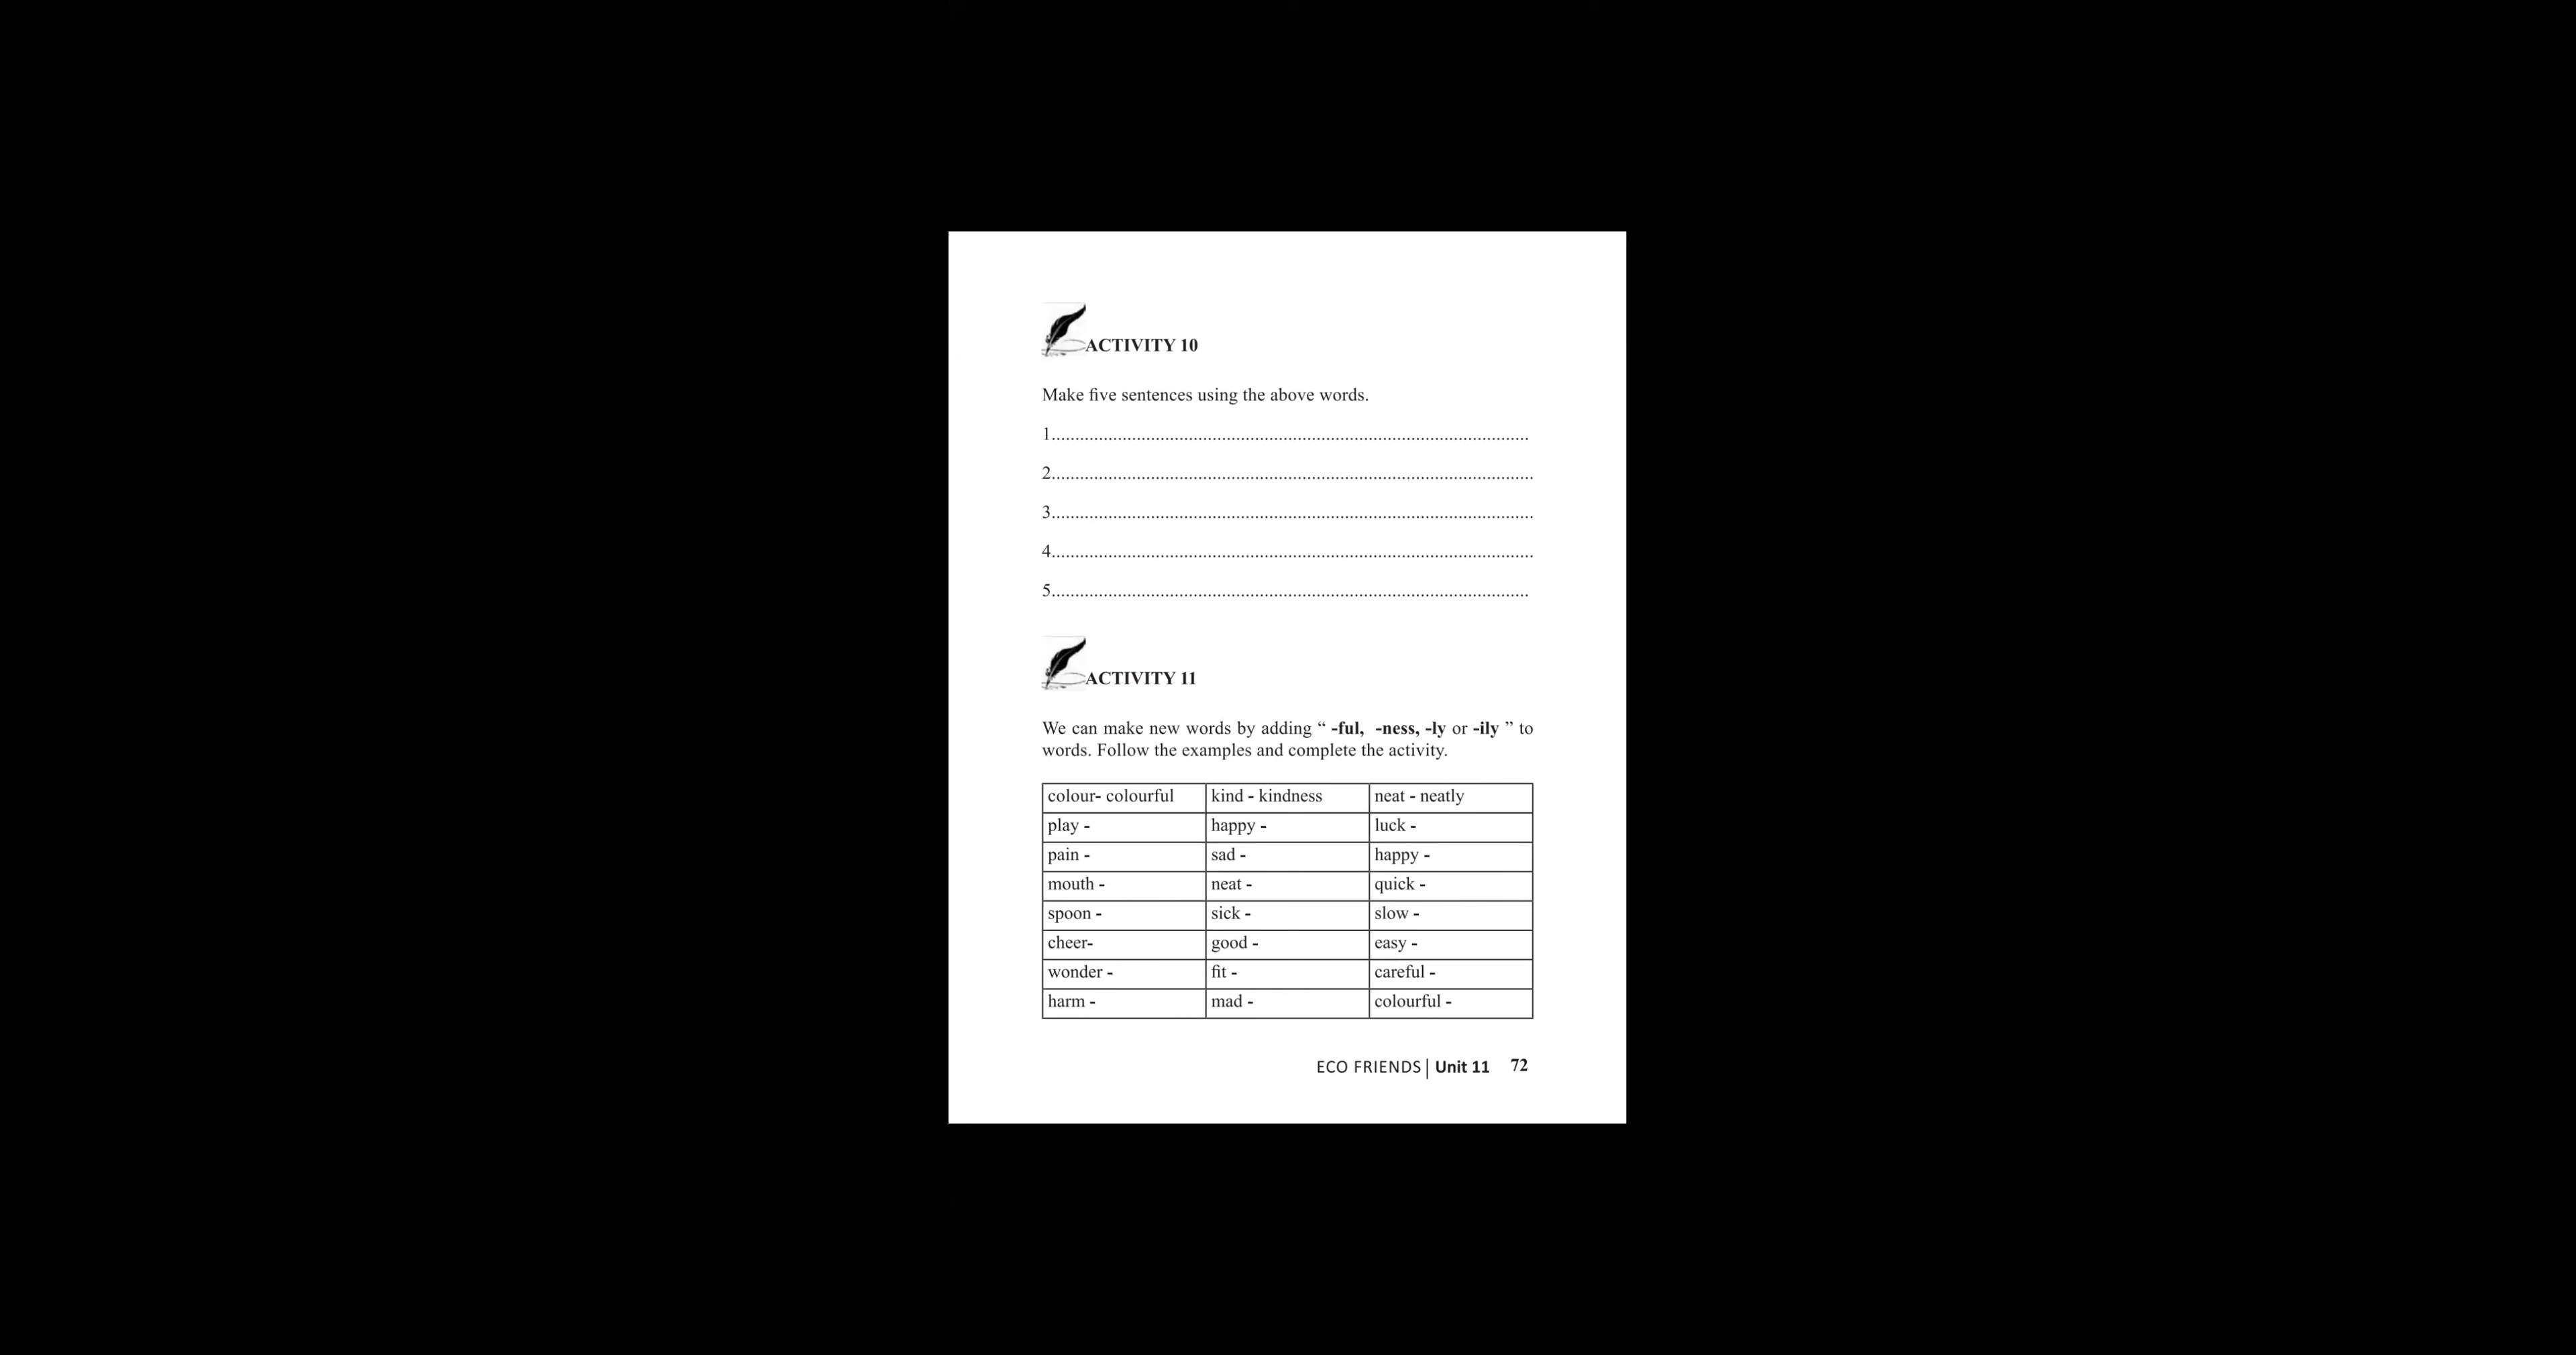 ACTIVITY 10
Make five sentences using the above words.
1......................................................................................................
2.......................................................................................................
3.......................................................................................................
4.......................................................................................................
5......................................................................................................
ACTIVITY 11
We can make new words by adding “ -ful,  -ness, -ly or -ily ” to
words. Follow the examples and complete the activity.
colour- colourful kind - kindness neat - neatly
play - happy - luck -
pain - sad - happy -
mouth - neat - quick -
spoon - sick - slow -
cheer- good - easy -
wonder - fit - careful -
harm - mad - colourful -
ECO FRIENDS | Unit 11 72